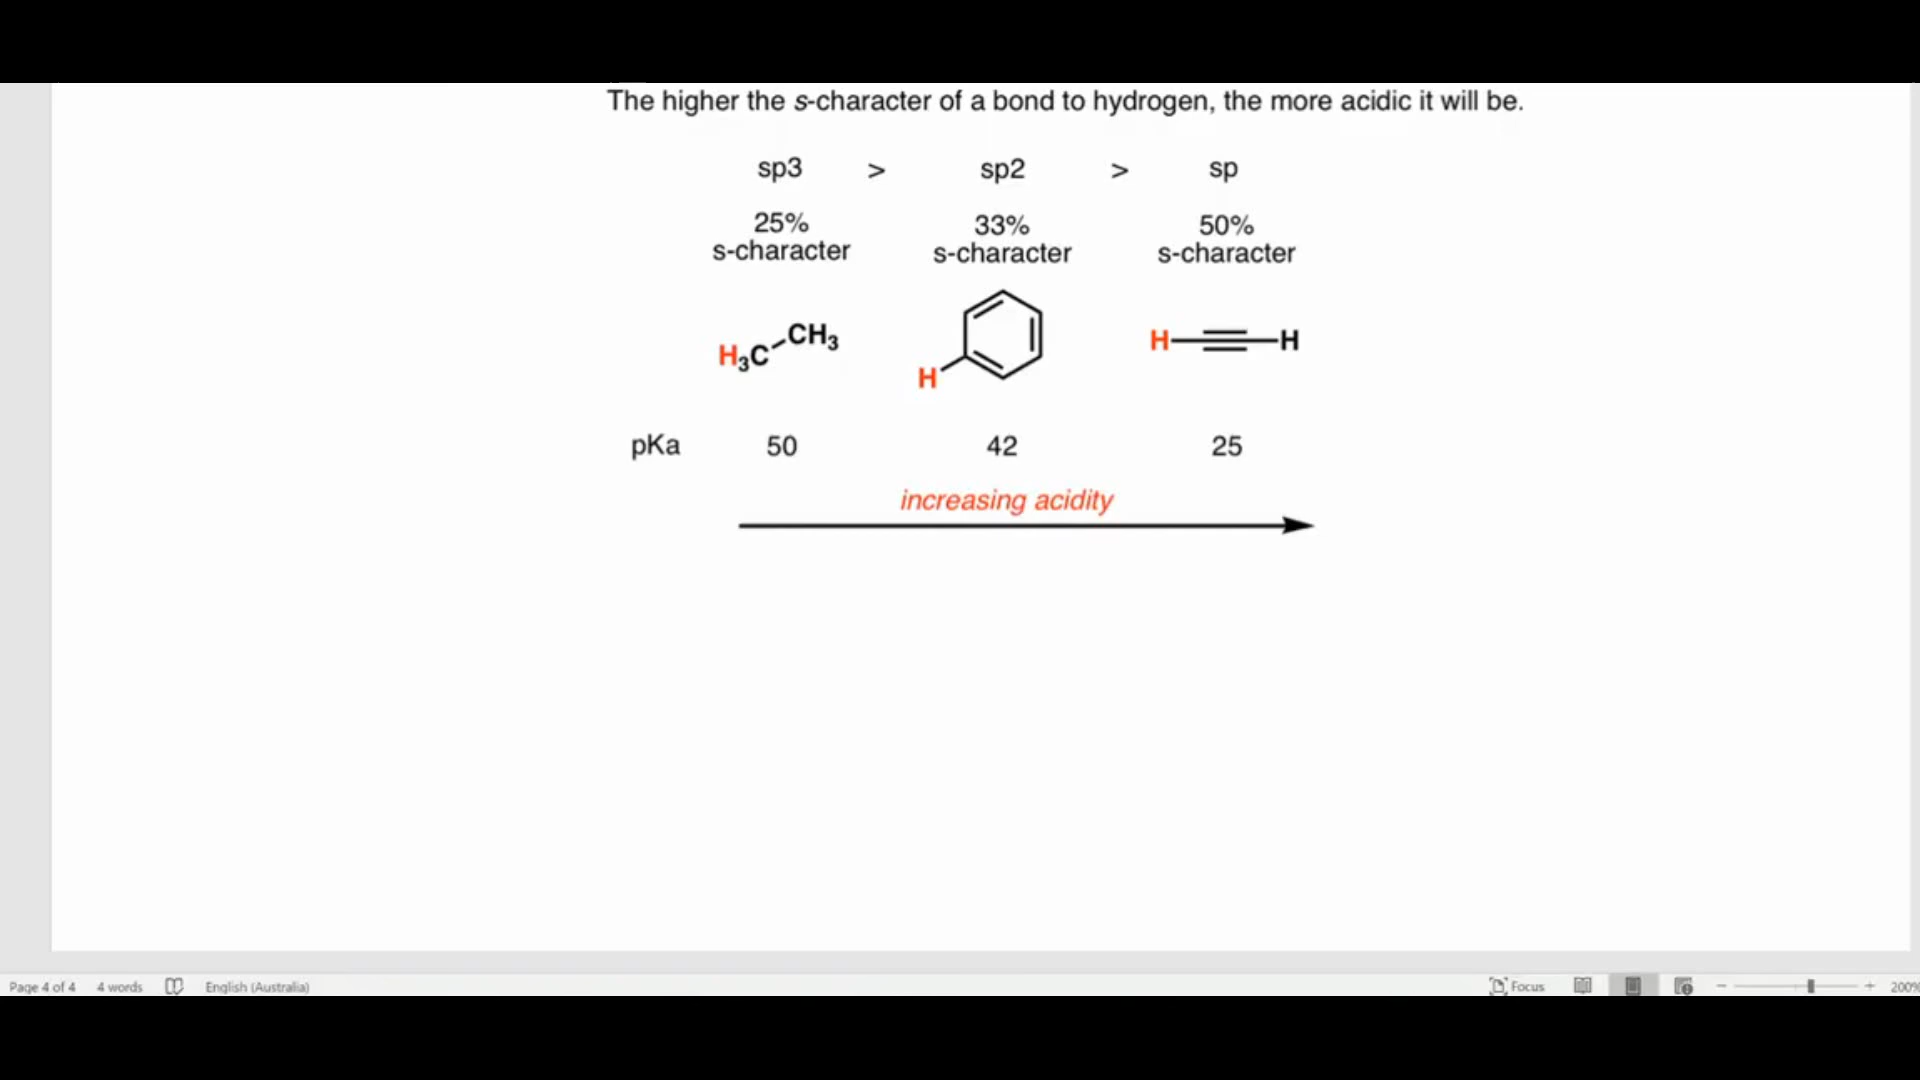 The higher the s-character of a bond to hydrogen, the more acidic it will be.
sp3 > sp2 > sp
25% 33% 50%
s-character s-character s-character
H₃C CH₃
H
H H
pKa 50 42 25
increasing acidity
Page 4 of 4 4 words English (Australia) Focus 200%